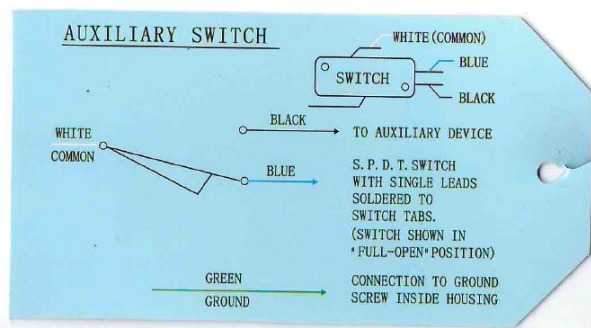 AUXILIARY SWITCH
WHITE (COMMON)
BLUE
SWITCH
BLACK
BLACK
TO AUXILIARY DEVICE
WHITE
COMMON
BLUE
S.P.D.T. SWITCH
WITH SINGLE LEADS
SOLDERED TO
SWITCH TABS.
(SWITCH SHOWN IN
"FULL-OPEN" POSITION)
GREEN
GROUND
CONNECTION TO GROUND
SCREW INSIDE HOUSING